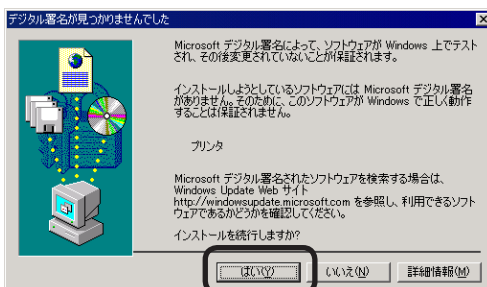 デジタル署名が見つかりませんでした
Microsoft デジタル署名によって、ソフトウェアが Windows 上でテスト
され、その後変更されていないことが保証されます。
インストールしようとしているソフトウェアには Microsoft デジタル署名
がありません。そのために、このソフトウェアが Windows で正しく動作
することは保証されません。
プリンタ
Microsoft デジタル署名されたソフトウェアを検索する場合は、
Windows Update Web サイト
http://windowsupdate.microsoft.com を参照し、利用できるソフト
ウェアであるかどうかを確認してください。
インストールを続行しますか?
はい(Y) いいえ(N) 詳細情報(M)